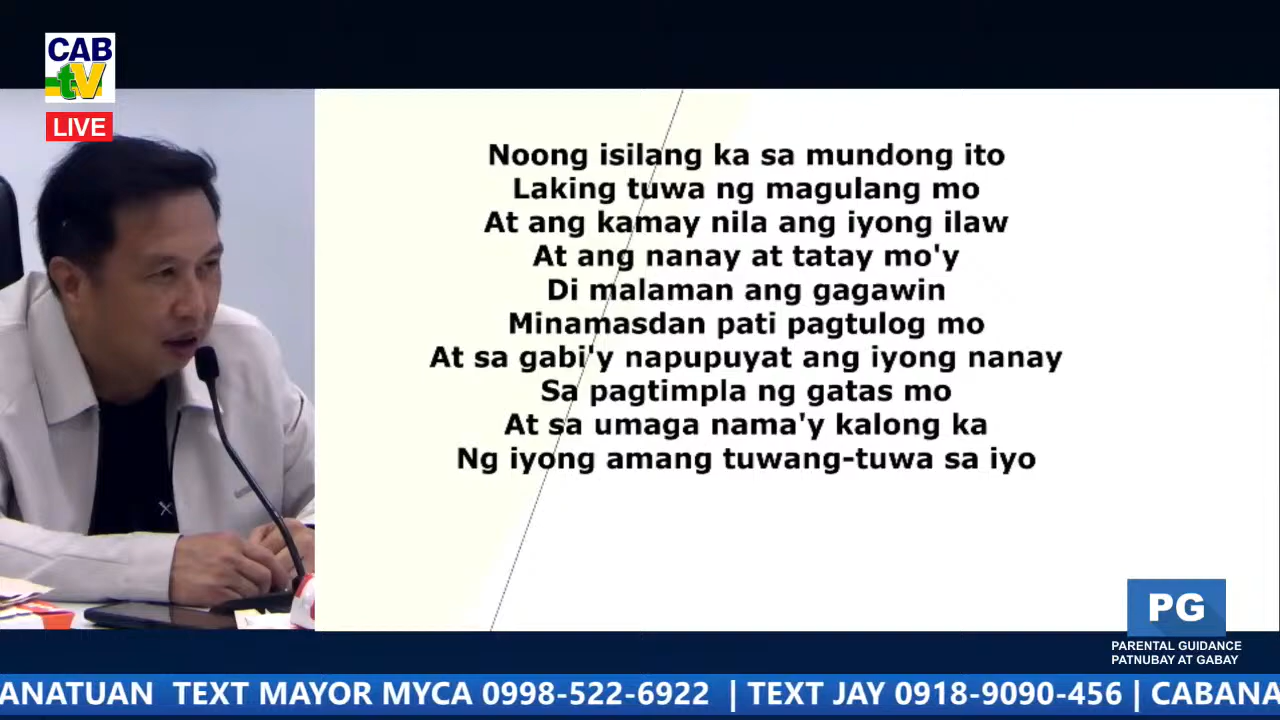 CAB
tV
LIVE
Noong isilang ka sa mundong ito
Laking tuwa ng magulang mo
At ang kamay nila ang iyong ilaw
At ang nanay at tatay mo'y
Di malaman ang gagawin
Minamasdan pati pagtulog mo
At sa gabi'y napupuyat ang iyong nanay
Sa pagtimpla ng gatas mo
At sa umaga nama'y kalong ka
Ng iyong amang tuwang-tuwa sa iyo
PG
PARENTAL GUIDANCE
PATNUBAY AT GABAY
ANATUAN TEXT MAYOR MYCA 0998-522-6922 | TEXT JAY 0918-9090-456 | CABANA